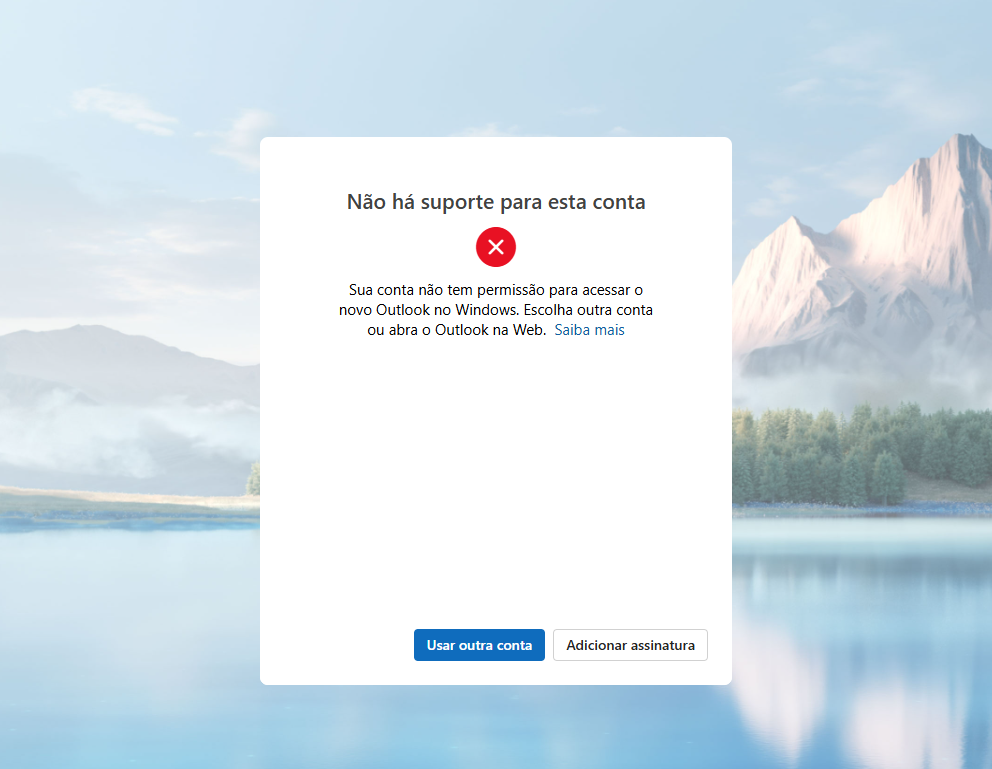 Não há suporte para esta conta
Sua conta não tem permissão para acessar o
novo Outlook no Windows. Escolha outra conta
ou abra o Outlook na Web. Saiba mais
Usar outra conta
Adicionar assinatura